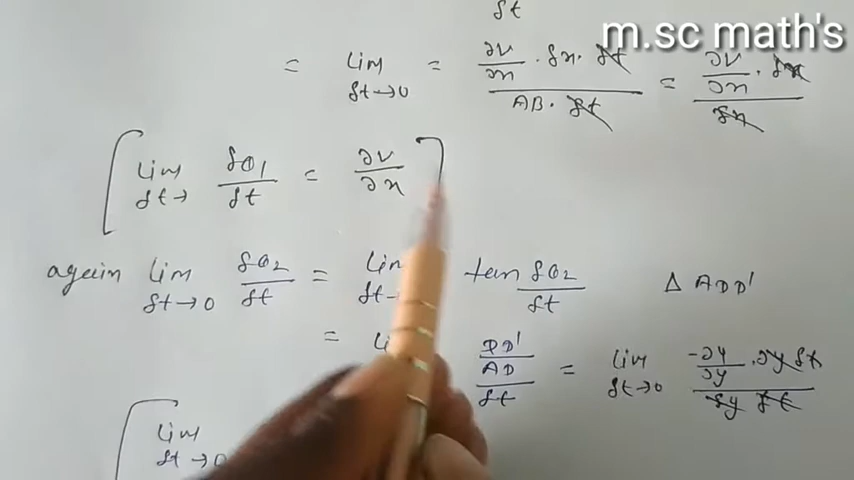 δt
m.sc math's
= lim δt→0 = ∂v/∂x · δx · δt / AB · δt = ∂v/∂x · δx / δx
[ lim δt→ δθ1/δt = ∂v/∂x ]
again lim δt→0 δθ2/δt = lim δt→ tan δθ2/δt Δ ADD'
= DD'/AD/δt = lim δt→0 -∂u/∂y · ∂y δt / δy δt
[ lim δt→0